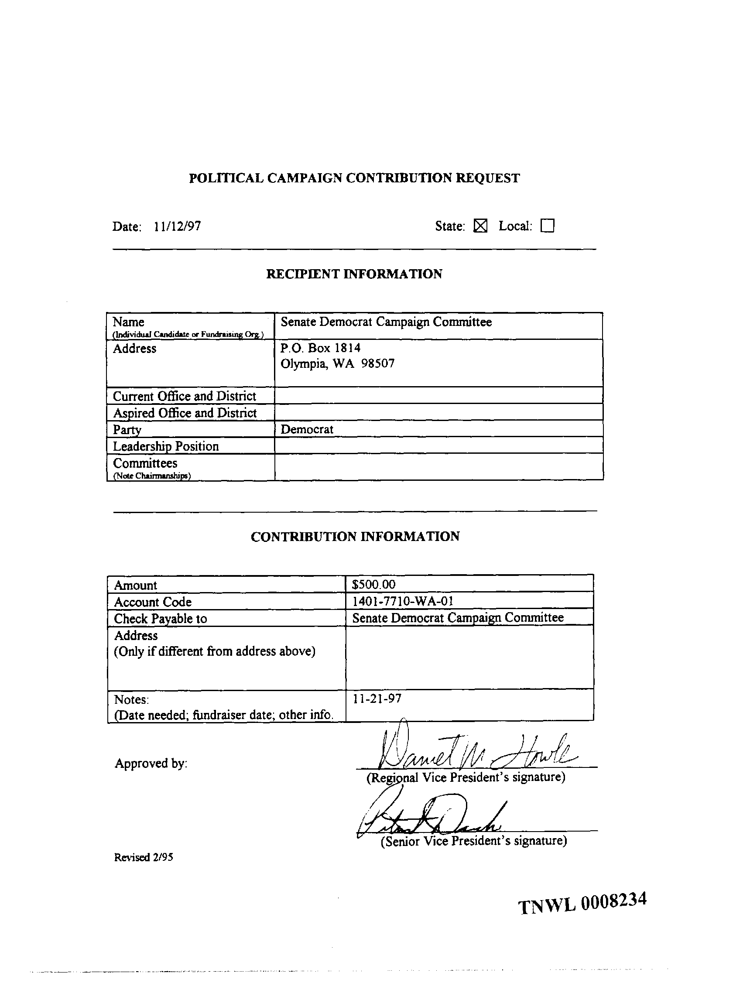 POLITICAL CAMPAIGN CONTRIBUTION REQUEST
Date: 11/12/97 State: ☒ Local: ☐
RECIPIENT INFORMATION
Name Senate Democrat Campaign Committee
(Individual Candidate or Fundraising Org.)
Address P.O. Box 1814
Olympia, WA 98507
Current Office and District
Aspired Office and District
Party Democrat
Leadership Position
Committees
(Note Chairmanships)
CONTRIBUTION INFORMATION
Amount $500.00
Account Code 1401-7710-WA-01
Check Payable to Senate Democrat Campaign Committee
Address
(Only if different from address above)
Notes: 11-21-97
(Date needed; fundraiser date; other info.
Approved by: Daniel M. Howle
(Regional Vice President's signature)
(Senior Vice President's signature)
Revised 2/95
TNWL 0008234